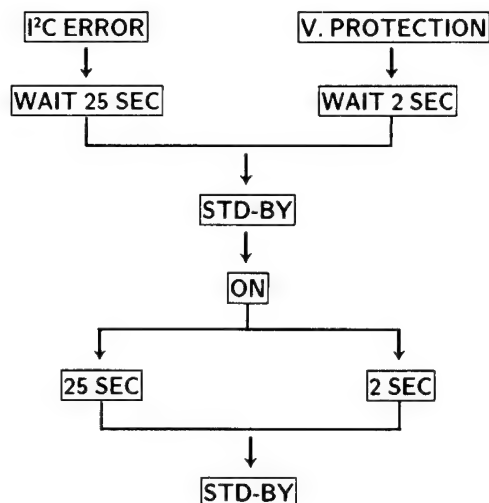 I²C ERROR
V. PROTECTION
WAIT 25 SEC
WAIT 2 SEC
STD-BY
ON
25 SEC
2 SEC
STD-BY